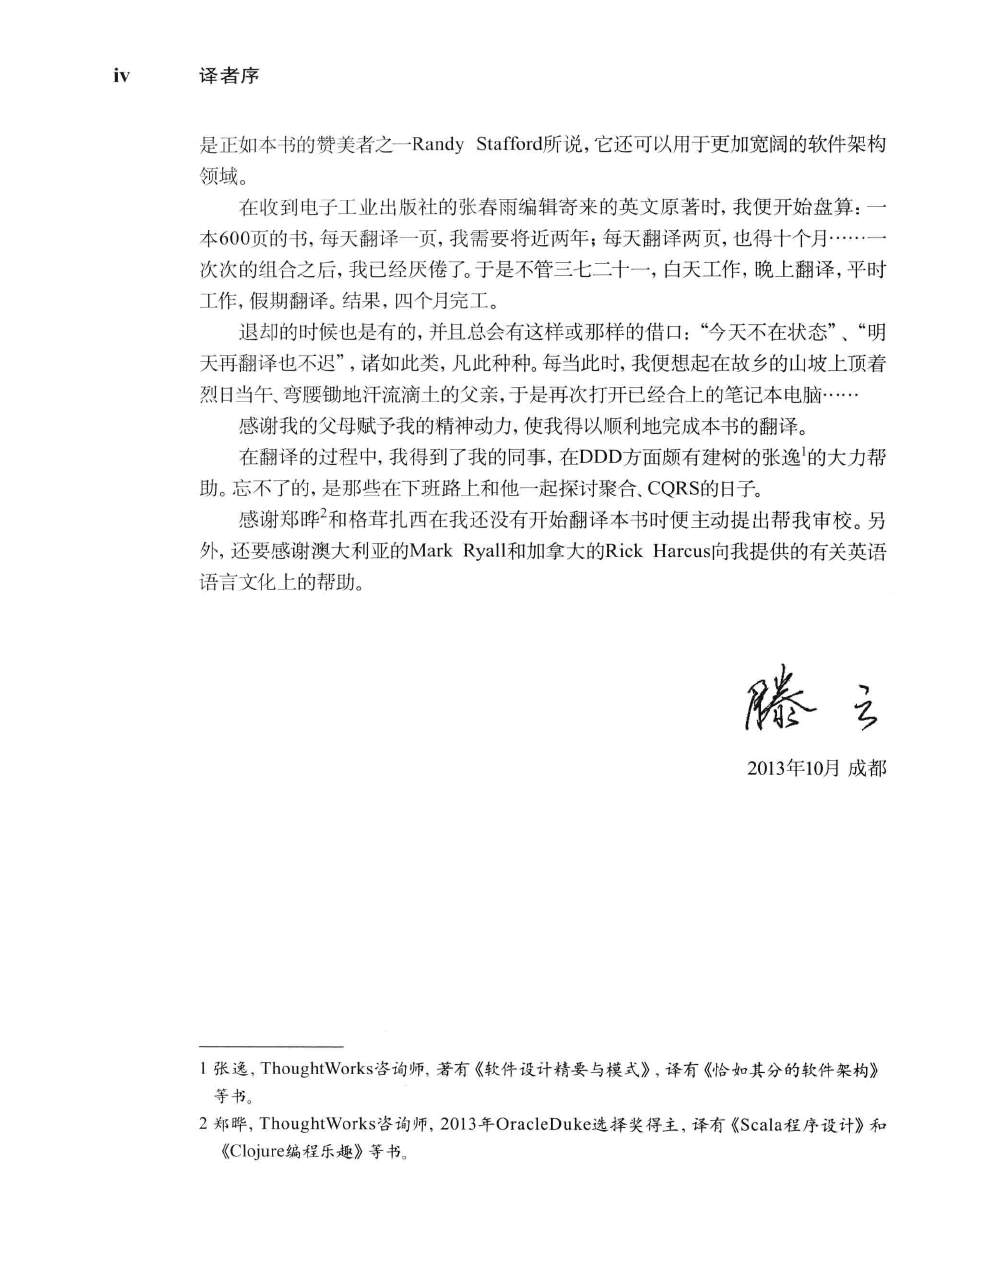 iv 译者序
是正如本书的赞美者之一Randy Stafford所说，它还可以用于更加宽阔的软件架构
领域。
在收到电子工业出版社的张春雨编辑寄来的英文原著时，我便开始盘算：一
本600页的书，每天翻译一页，我需要将近两年；每天翻译两页，也得十个月……一
次次的组合之后，我已经厌倦了。于是不管三七二十一，白天工作，晚上翻译，平时
工作，假期翻译。结果，四个月完工。
退却的时候也是有的，并且总会有这样或那样的借口：“今天不在状态”、“明
天再翻译也不迟”，诸如此类，凡此种种。每当此时，我便想起在故乡的山坡上顶着
烈日当午、弯腰锄地汗流滴土的父亲，于是再次打开已经合上的笔记本电脑……
感谢我的父母赋予我的精神动力，使我得以顺利地完成本书的翻译。
在翻译的过程中，我得到了我的同事，在DDD方面颇有建树的张逸1的大力帮
助。忘不了的，是那些在下班路上和他一起探讨聚合、CQRS的日子。
感谢郑晔2和格茸扎西在我还没有开始翻译本书时便主动提出帮我审校。另
外，还要感谢澳大利亚的Mark Ryall和加拿大的Rick Harcus向我提供的有关英语
语言文化上的帮助。
滕云
2013年10月 成都
1 张逸，ThoughtWorks咨询师，著有《软件设计精要与模式》，译有《恰如其分的软件架构》
等书。
2 郑晔，ThoughtWorks咨询师，2013年OracleDuke选择奖得主，译有《Scala程序设计》和
《Clojure编程乐趣》等书。